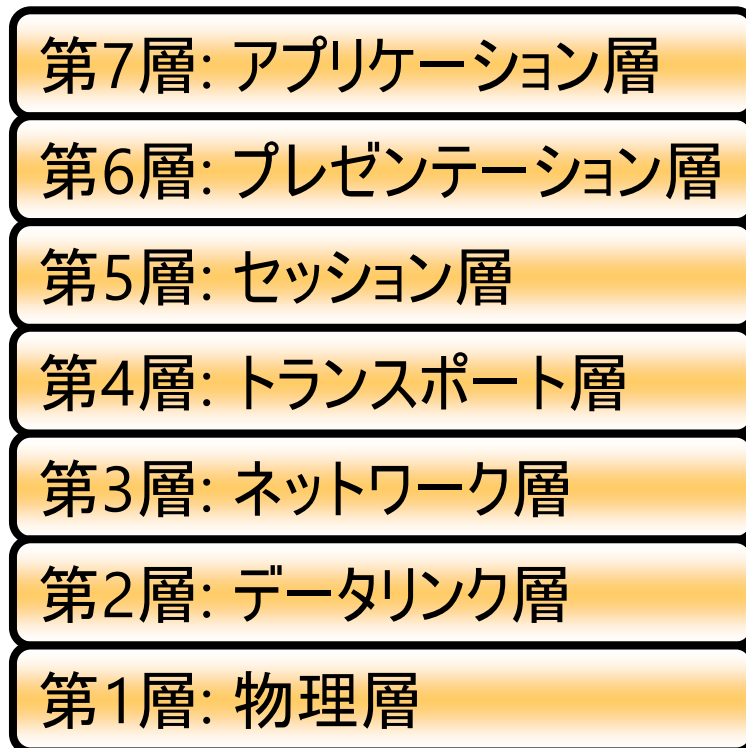 第7層: アプリケーション層
第6層: プレゼンテーション層
第5層: セッション層
第4層: トランスポート層
第3層: ネットワーク層
第2層: データリンク層
第1層: 物理層